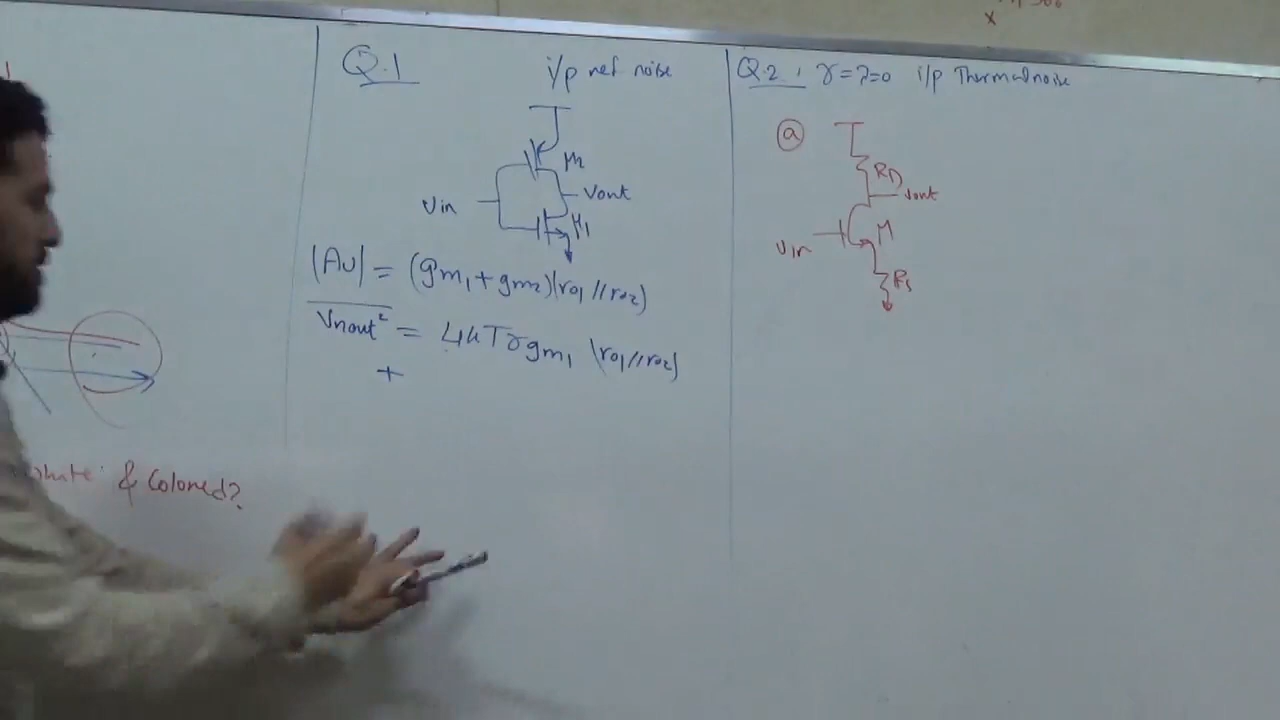 Q.1 i/p ref noise
M2
Vin
Vout
M1
|Av| = (gm1 + gm2)(ro1 // ro2)
Vnout² = 4kTγgm1 (ro1 // ro2)
+
Q.2, γ=λ=0 i/p Thermal noise
a
RD
Vout
M
Vin
Rs
& Colored?
x